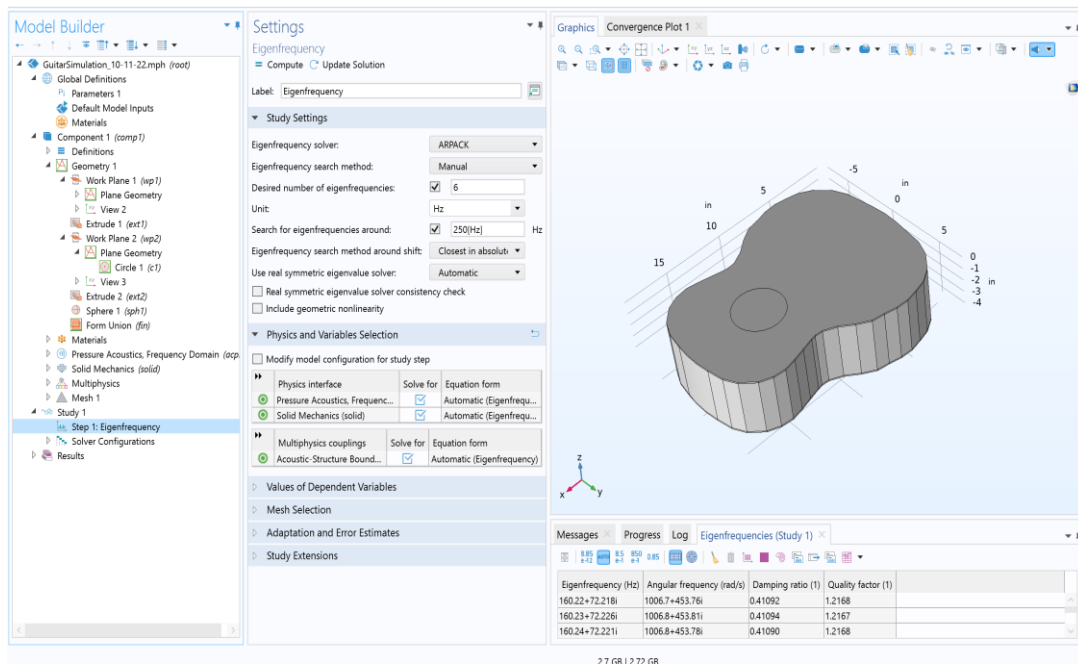 Model Builder
GuitarSimulation_10-11-22.mph (root)
Global Definitions
Pi Parameters 1
Default Model Inputs
Materials
Component 1 (comp1)
Definitions
Geometry 1
Work Plane 1 (wp1)
Plane Geometry
View 2
Extrude 1 (ext1)
Work Plane 2 (wp2)
Plane Geometry
Circle 1 (c1)
View 3
Extrude 2 (ext2)
Sphere 1 (sph1)
Form Union (fin)
Materials
Pressure Acoustics, Frequency Domain (acp
Solid Mechanics (solid)
Multiphysics
Mesh 1
Study 1
Step 1: Eigenfrequency
Solver Configurations
Results
Settings
Eigenfrequency
= Compute Update Solution
Label: Eigenfrequency
Study Settings
Eigenfrequency solver: ARPACK
Eigenfrequency search method: Manual
Desired number of eigenfrequencies: 6
Unit: Hz
Search for eigenfrequencies around: 250[Hz] Hz
Eigenfrequency search method around shift: Closest in absolute
Use real symmetric eigenvalue solver: Automatic
Real symmetric eigenvalue solver consistency check
Include geometric nonlinearity
Physics and Variables Selection
Modify model configuration for study step
Physics interface Solve for Equation form
Pressure Acoustics, Frequenc... Automatic (Eigenfrequ...
Solid Mechanics (solid) Automatic (Eigenfrequ...
Multiphysics couplings Solve for Equation form
Acoustic-Structure Bound... Automatic (Eigenfrequency)
Values of Dependent Variables
Mesh Selection
Adaptation and Error Estimates
Study Extensions
Graphics Convergence Plot 1
-5
5 in
in 0
10
5
15
0
-1
-2 in
-3
-4
z
x y
Messages Progress Log Eigenfrequencies (Study 1)
8.85 e-12 8.5 e-1 850 e-3 0.85
Eigenfrequency (Hz) Angular frequency (rad/s) Damping ratio (1) Quality factor (1)
160.22+72.218i 1006.7+453.76i 0.41092 1.2168
160.23+72.226i 1006.8+453.81i 0.41094 1.2167
160.24+72.221i 1006.8+453.78i 0.41090 1.2168
2.7 GB | 2.72 GB